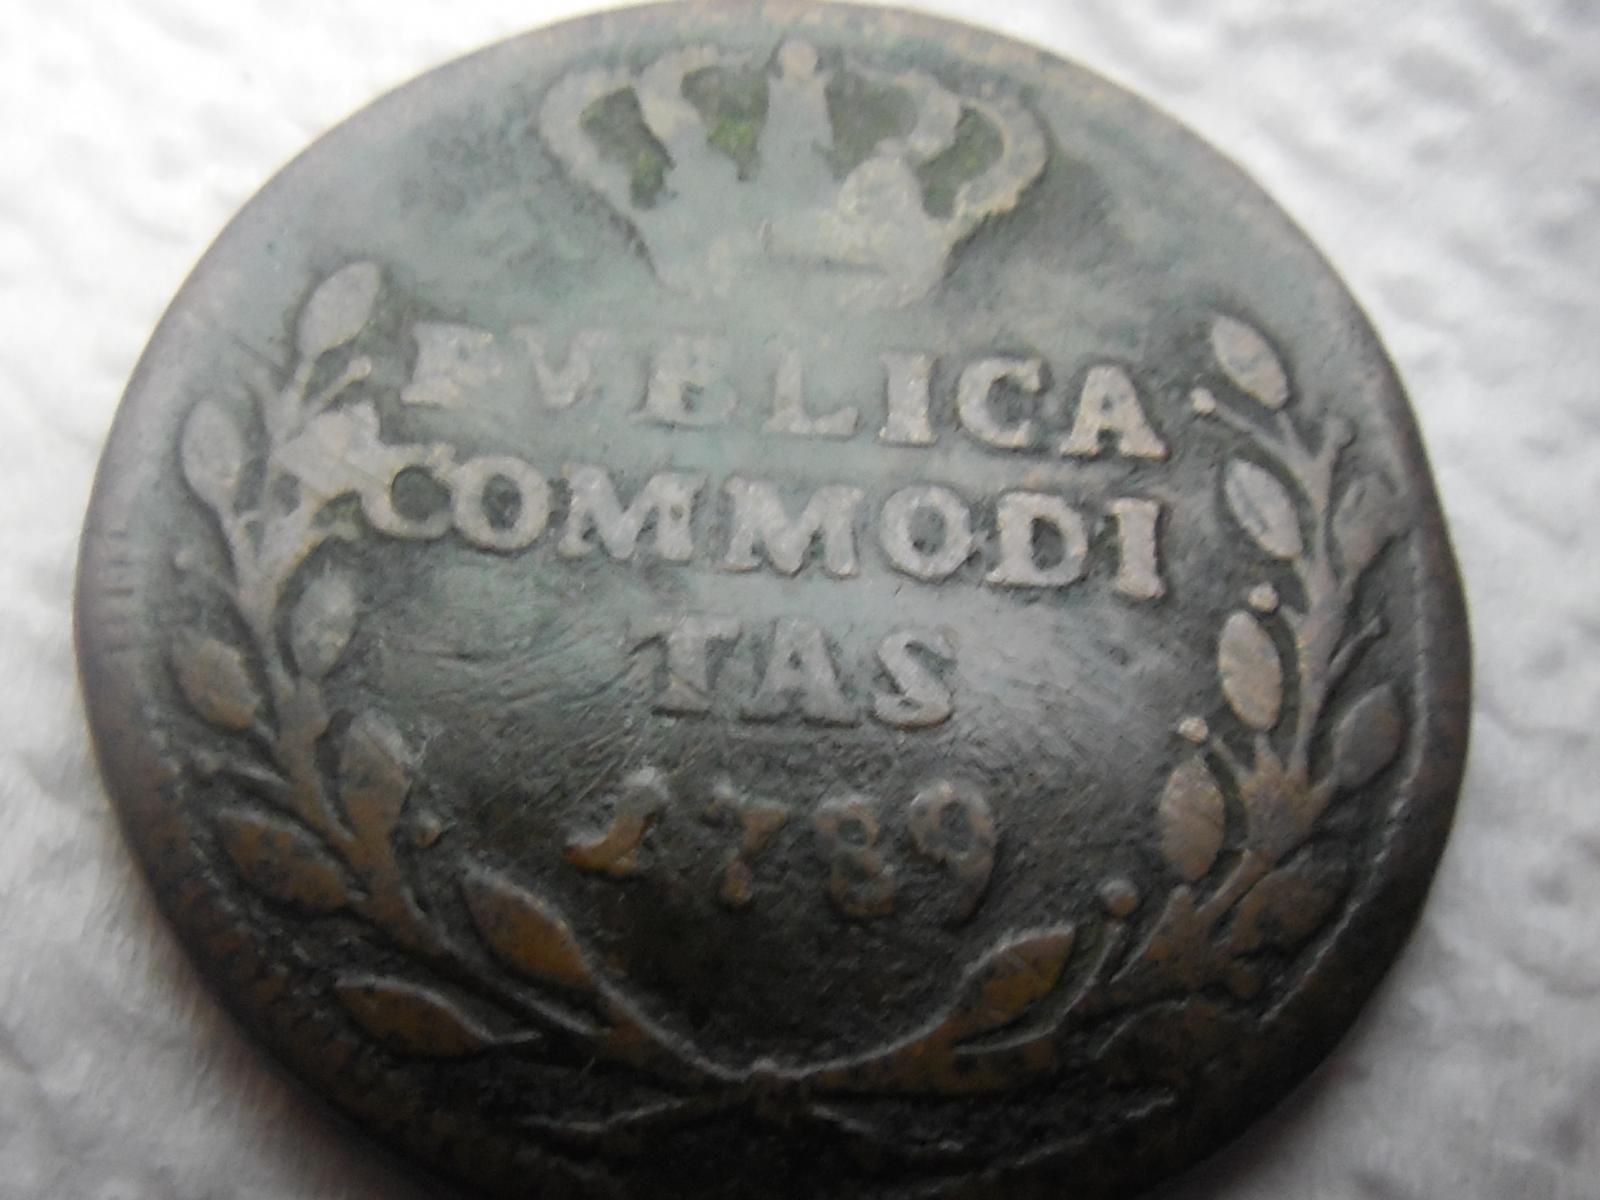 PVBLICA
COMMODI
TAS
1789